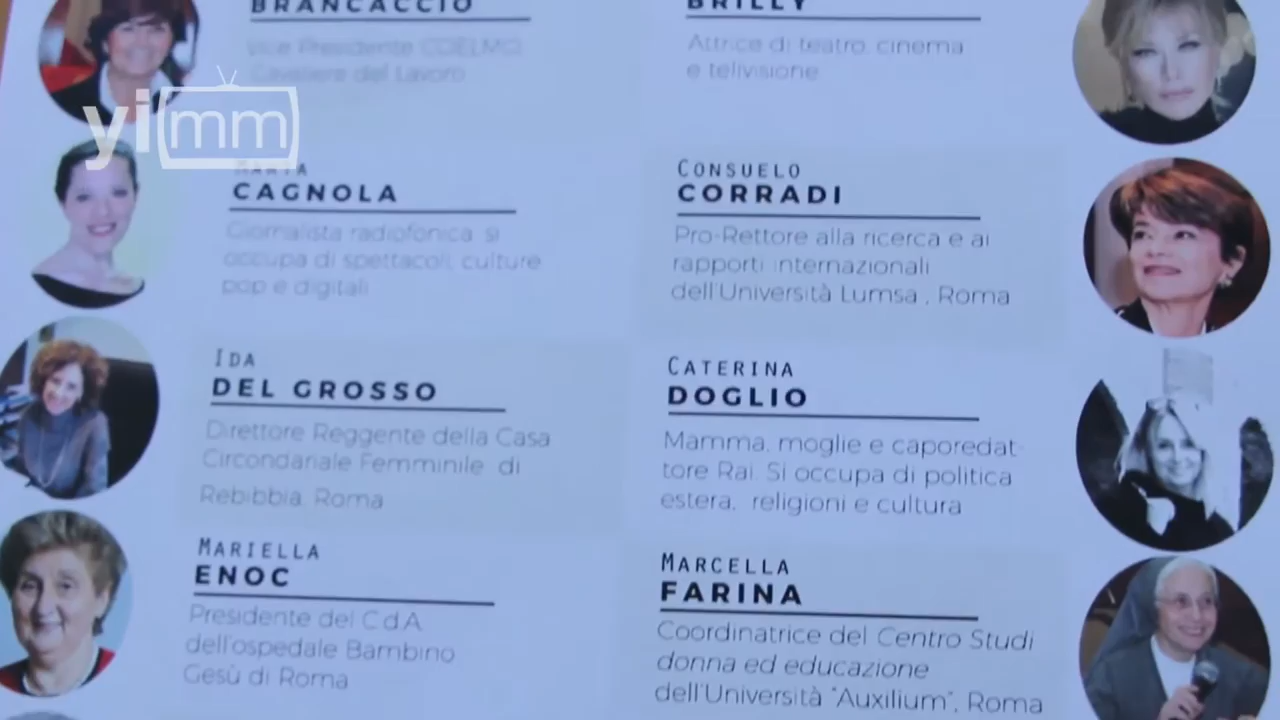 BRANCACCIO
Vice Presidente COELMO
Cavaliere del Lavoro
BRILLY
Attrice di teatro, cinema
e telivisione
yimm
MARTA
CAGNOLA
Giornalista radiofonica si
occupa di spettacoli, culture
pop e digitali
CONSUELO
CORRADI
Pro-Rettore alla ricerca e ai
rapporti internazionali
dell'Università Lumsa , Roma
IDA
DEL GROSSO
Direttore Reggente della Casa
Circondariale Femminile di
Rebibbia, Roma
CATERINA
DOGLIO
Mamma, moglie e caporedat-
tore Rai. Si occupa di politica
estera, religioni e cultura
MARIELLA
ENOC
Presidente del C.d.A.
dell'ospedale Bambino
Gesù di Roma
MARCELLA
FARINA
Coordinatrice del Centro Studi
donna ed educazione
dell'Università "Auxilium", Roma